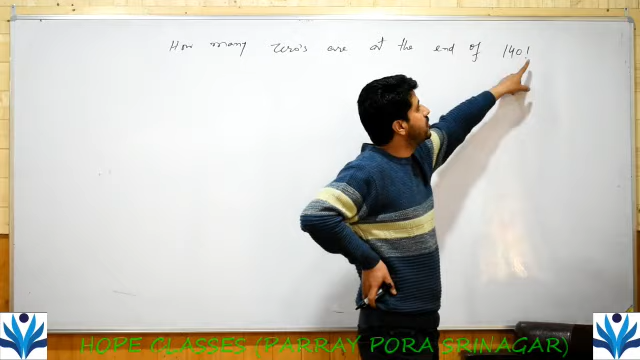 How many zero's are at the end of 140!
HOPE CLASSES (PARRAY PORA SRINAGAR)